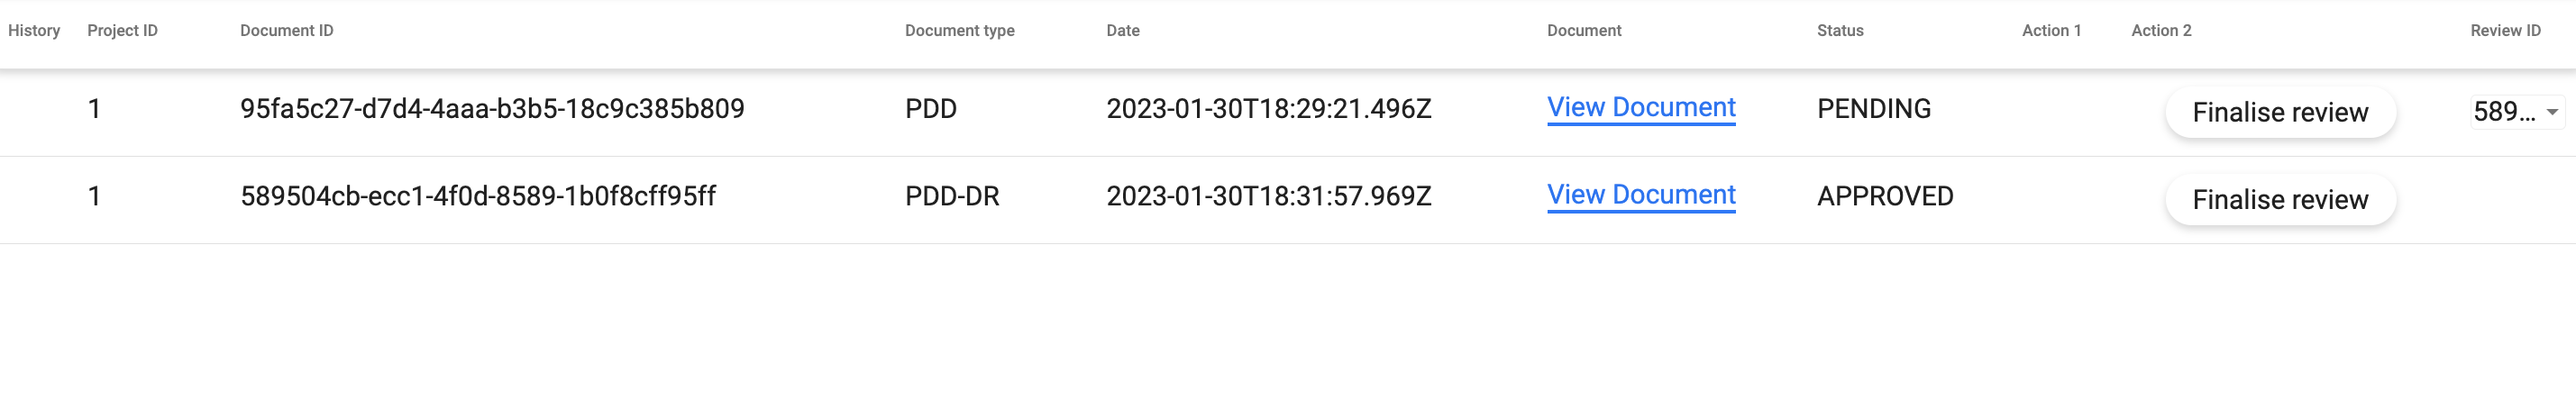 History Project ID Document ID Document type Date Document Status Action 1 Action 2 Review ID
1 95fa5c27-d7d4-4aaa-b3b5-18c9c385b809 PDD 2023-01-30T18:29:21.496Z View Document PENDING Finalise review 589...
1 589504cb-ecc1-4f0d-8589-1b0f8cff95ff PDD-DR 2023-01-30T18:31:57.969Z View Document APPROVED Finalise review